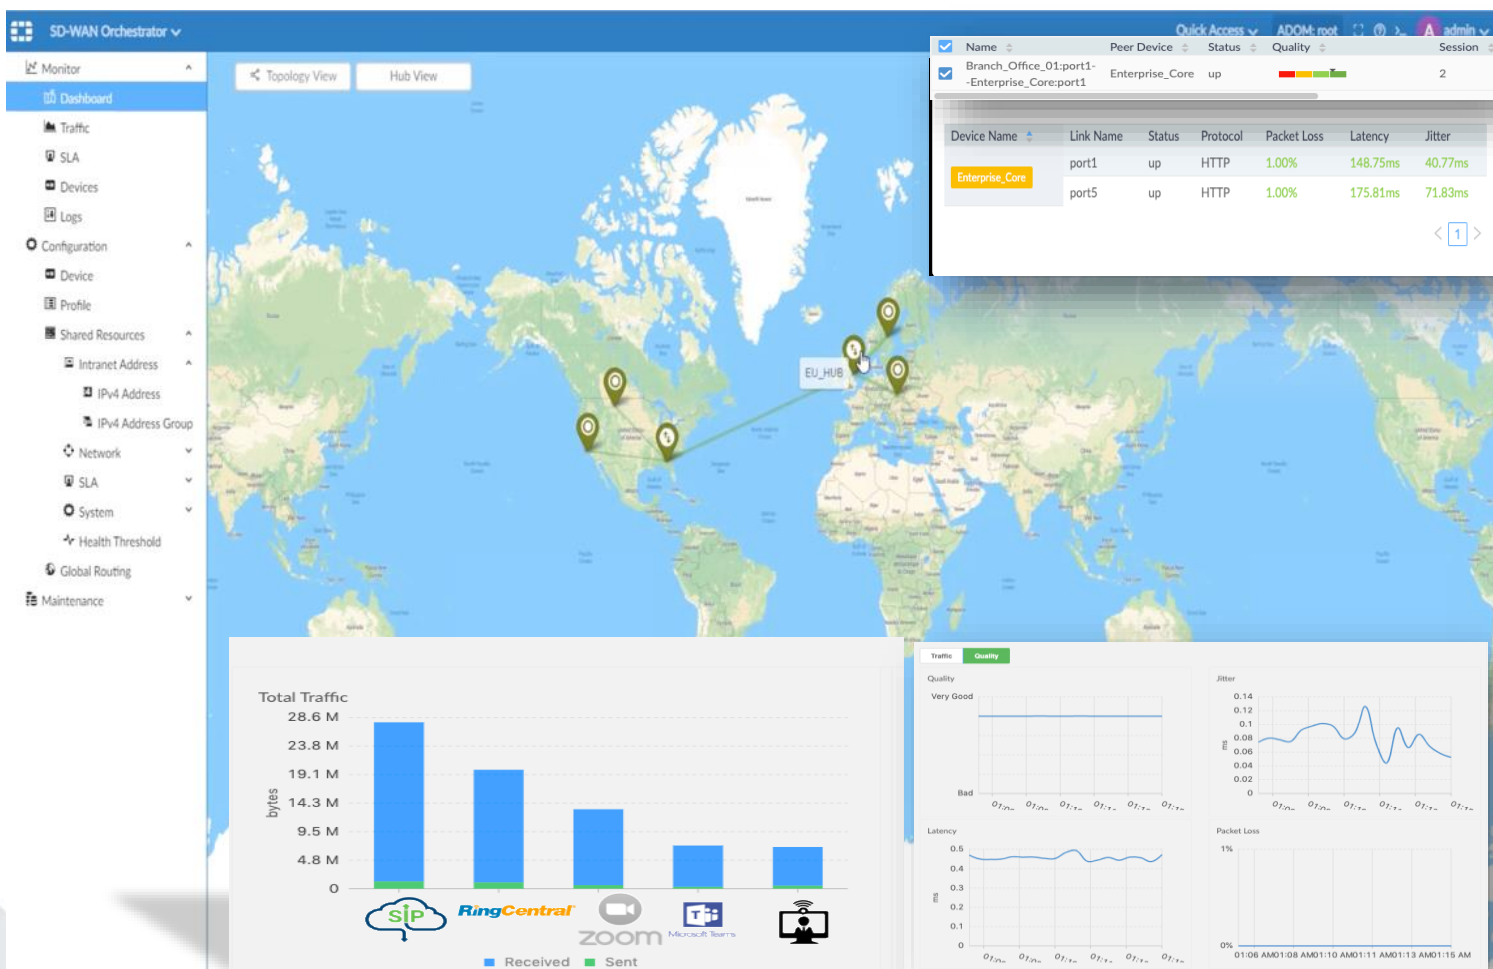 SD-WAN Orchestrator
Quick Access
ADOM: root
A admin
Monitor
Dashboard
Traffic
SLA
Devices
Logs
Configuration
Device
Profile
Shared Resources
Intranet Address
IPv4 Address
IPv4 Address Group
Network
SLA
System
Health Threshold
Global Routing
Maintenance
Topology View
Hub View
EU_HUB
Name Peer Device Status Quality Session
Branch_Office_01:port1-
-Enterprise_Core:port1
Enterprise_Core up 2
Device Name Link Name Status Protocol Packet Loss Latency Jitter
Enterprise_Core
port1 up HTTP 1.00% 148.75ms 40.77ms
port5 up HTTP 1.00% 175.81ms 71.83ms
< 1 >
Total Traffic
28.6 M
23.8 M
19.1 M
14.3 M
9.5 M
4.8 M
0
bytes
SIP
RingCentral
zoom
Microsoft Teams
Received Sent
Traffic Quality
Quality
Very Good
Bad
Jitter
0.14
0.12
0.1
0.08
0.06
0.04
0.02
0
ms
Latency
0.5
0.4
0.3
0.2
0.1
0
ms
Packet Loss
1%
0%
01:06 AM01:08 AM01:10 AM01:11 AM01:13 AM01:15 AM